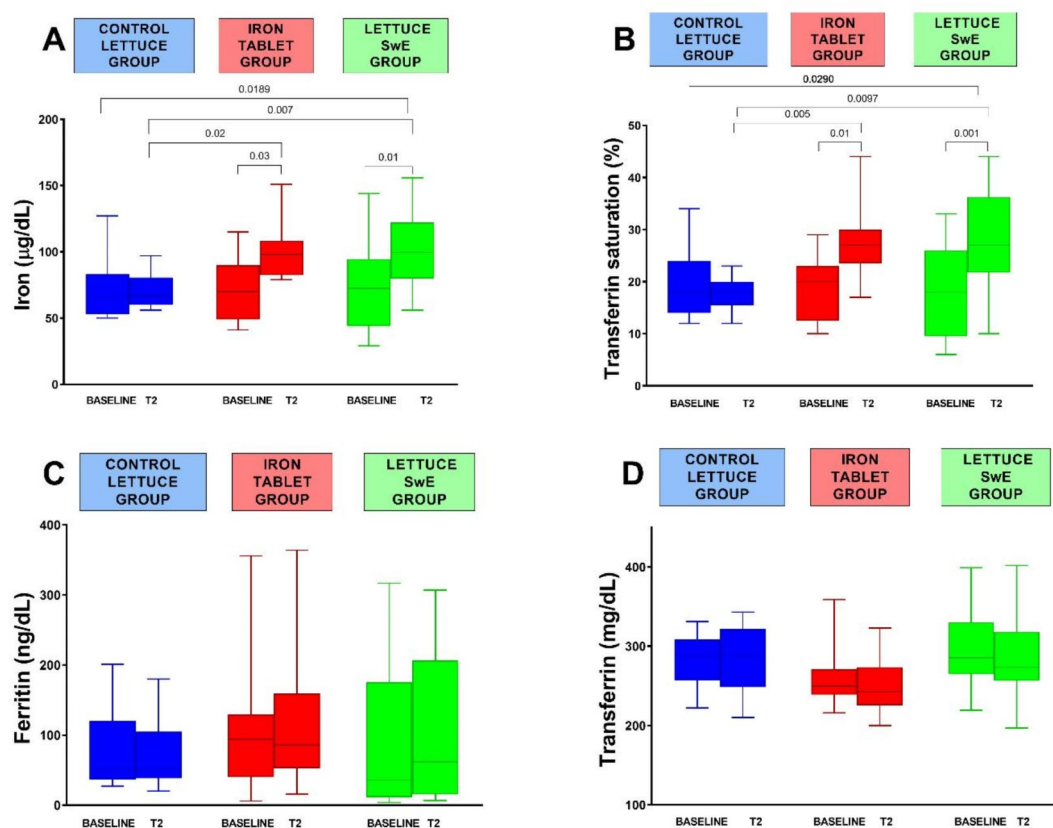 A
CONTROL
LETTUCE
GROUP
IRON
TABLET
GROUP
LETTUCE
SwE
GROUP
0.0189
0.007
0.02
0.03
0.01
Iron (µg/dL)
200
150
100
50
0
BASELINE T2 BASELINE T2 BASELINE T2
B
CONTROL
LETTUCE
GROUP
IRON
TABLET
GROUP
LETTUCE
SwE
GROUP
0.0290
0.0097
0.005
0.01
0.001
Transferrin saturation (%)
50
40
30
20
10
0
BASELINE T2 BASELINE T2 BASELINE T2
C
CONTROL
LETTUCE
GROUP
IRON
TABLET
GROUP
LETTUCE
SwE
GROUP
Ferritin (ng/dL)
400
300
200
100
0
BASELINE T2 BASELINE T2 BASELINE T2
D
CONTROL
LETTUCE
GROUP
IRON
TABLET
GROUP
LETTUCE
SwE
GROUP
Transferrin (mg/dL)
400
300
200
100
BASELINE T2 BASELINE T2 BASELINE T2